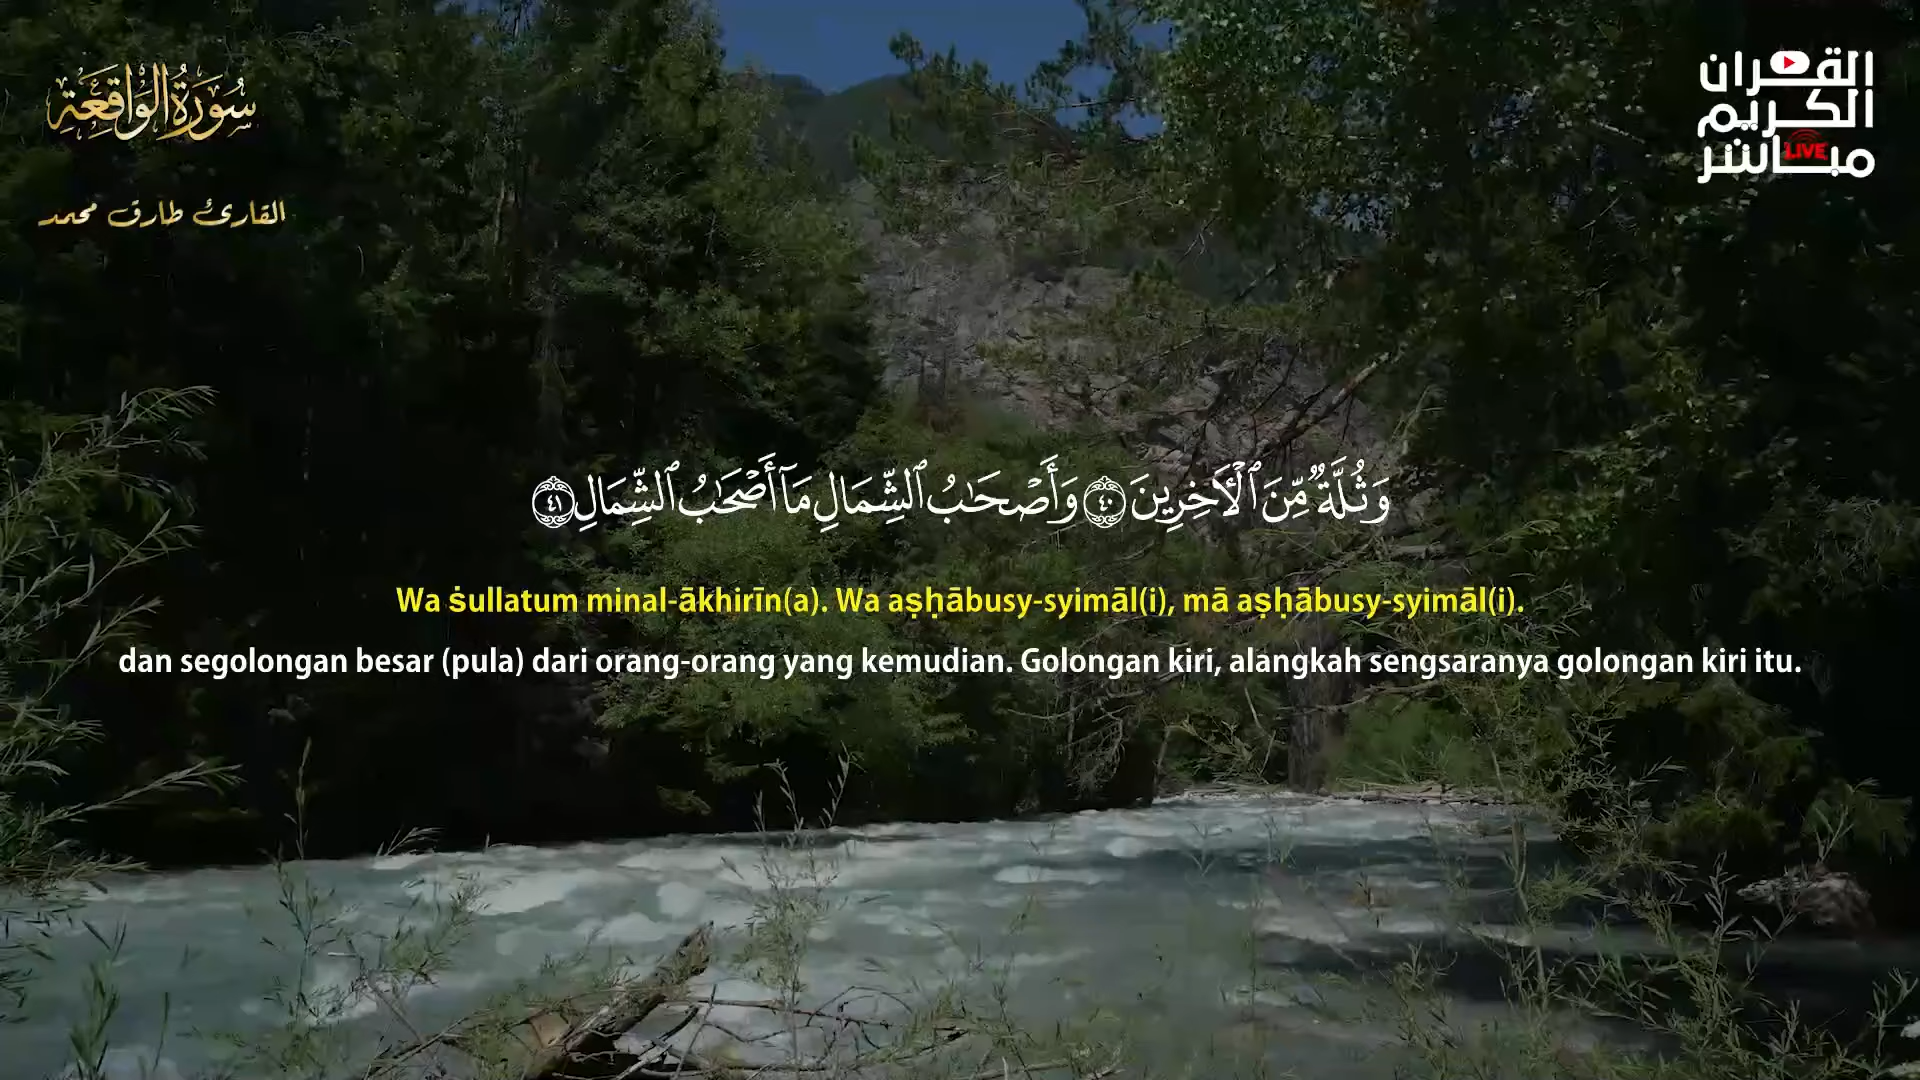 سُورَةُ الْوَاقِعَة
القارئ طارق محمد
القرآن
الكريم
مباشر
LIVE
وَثُلَّةٌ مِّنَ ٱلْأَخِرِينَ ٤٠ وَأَصْحَٰبُ ٱلشِّمَالِ مَآ أَصْحَٰبُ ٱلشِّمَالِ ٤١
Wa ṡullatum minal-ākhirīn(a). Wa aṣḥābusy-syimāl(i), mā aṣḥābusy-syimāl(i).
dan segolongan besar (pula) dari orang-orang yang kemudian. Golongan kiri, alangkah sengsaranya golongan kiri itu.